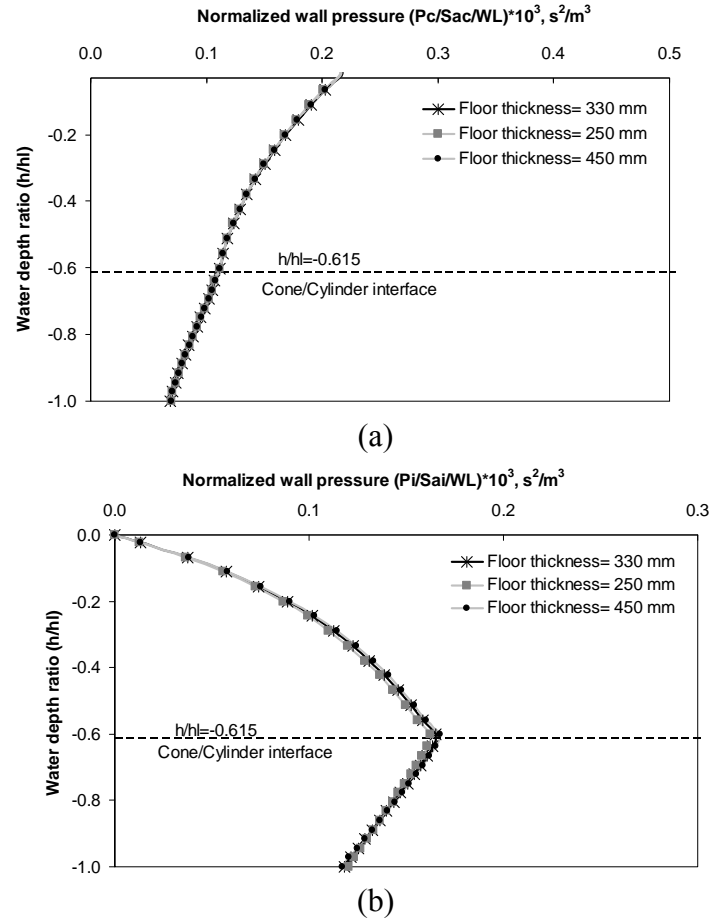 Normalized wall pressure (Pc/Sac/WL)*10³, s²/m³
0.0 0.1 0.2 0.3 0.4 0.5
0.0
-0.2
-0.4
-0.6
-0.8
-1.0
Water depth ratio (h/hl)
Floor thickness= 330 mm
Floor thickness= 250 mm
Floor thickness= 450 mm
h/hl=-0.615
Cone/Cylinder interface
(a)
Normalized wall pressure (Pi/Sai/WL)*10³, s²/m³
0.0 0.1 0.2 0.3
0.0
-0.2
-0.4
-0.6
-0.8
-1.0
Water depth ratio (h/hl)
Floor thickness= 330 mm
Floor thickness= 250 mm
Floor thickness= 450 mm
h/hl=-0.615
Cone/Cylinder interface
(b)